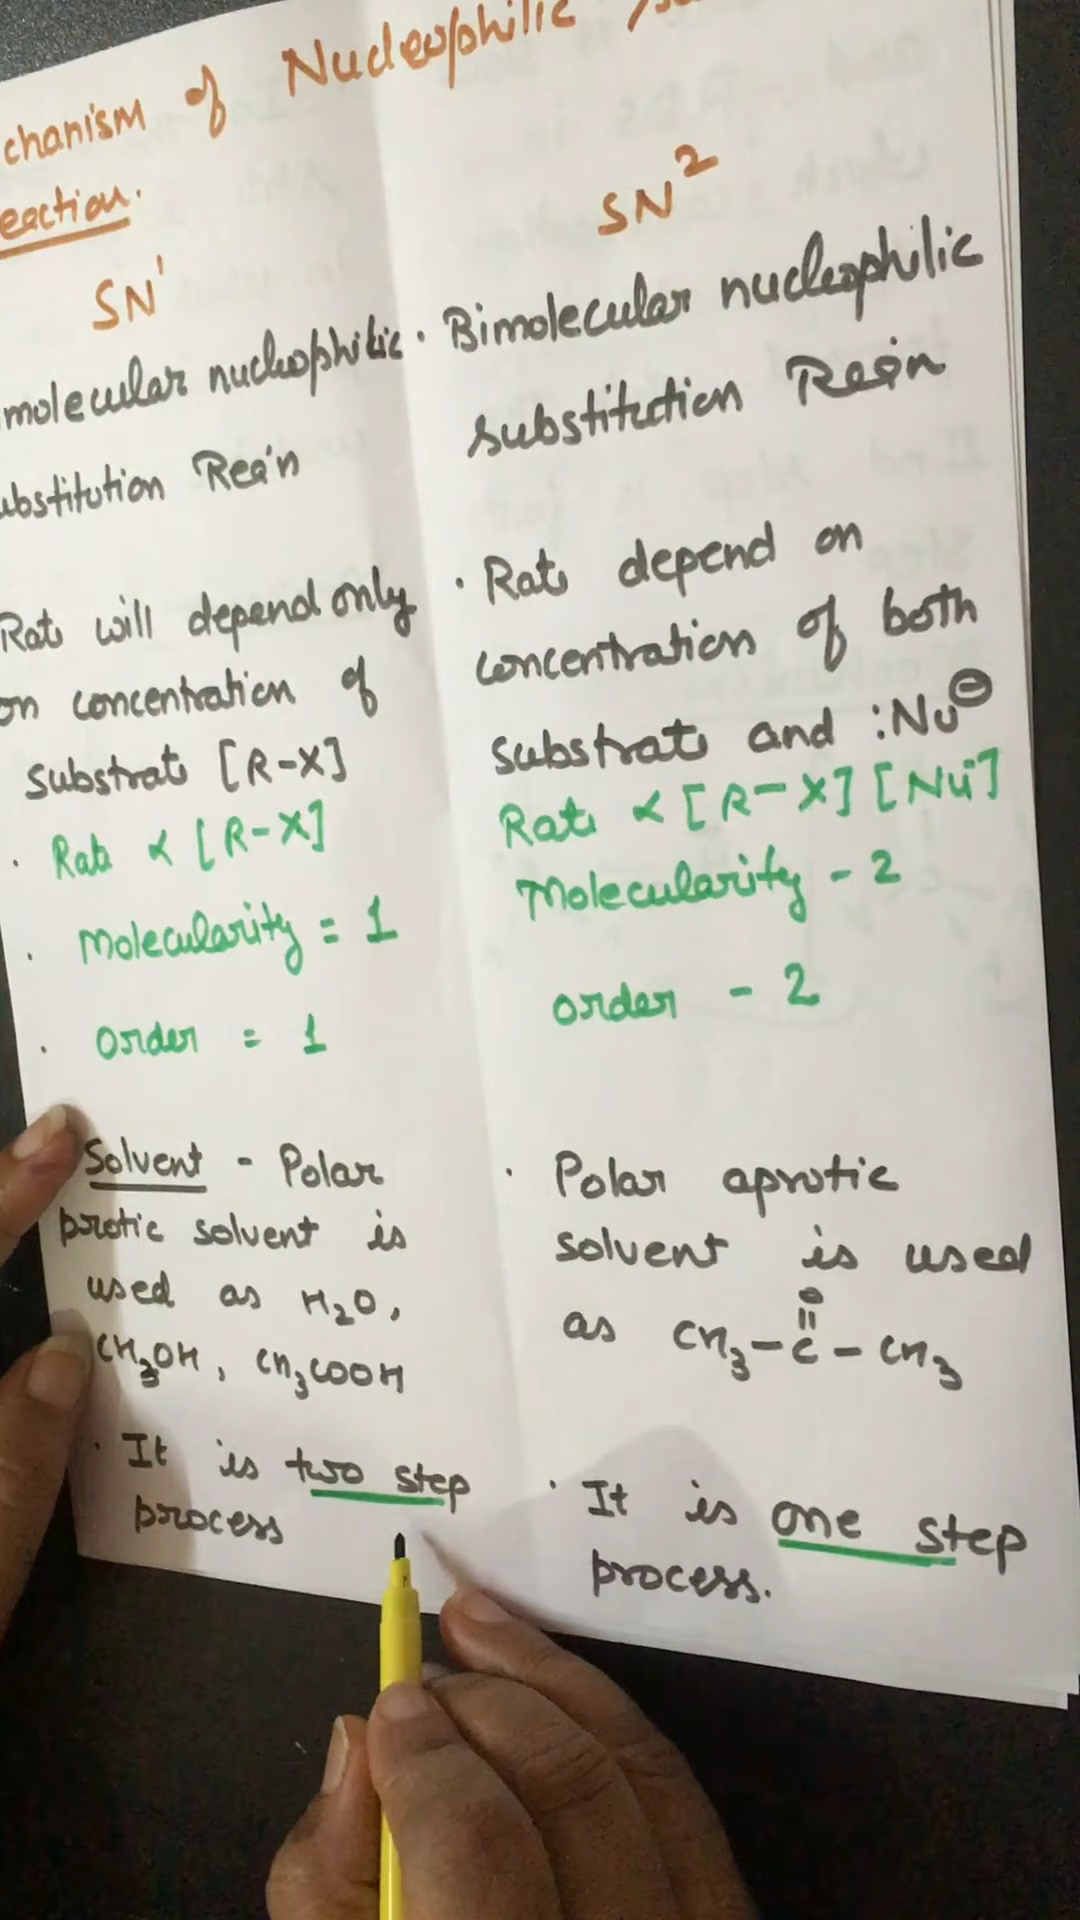 chanism of Nucleophilic
eaction.
SN¹
molecular nucleophilic
ubstitution Reän
Rate will depend only
on concentration of
substrate [R-X]
· Rate ∝ [R-X]
· Molecularity = 1
· Order = 1
Solvent - Polar
protic solvent is
used as H₂O,
CH₃OH, CH₃COOH
· It is two step
process
SN²
· Bimolecular nucleophilic
substitution Reän
· Rate depend on
concentration of both
substrate and :Nu⊖
Rate ∝ [R-X] [Nu⁻]
Molecularity - 2
Order - 2
· Polar aprotic
solvent is used
O
||
as CH₃-C-CH₃
· It is one step
process.